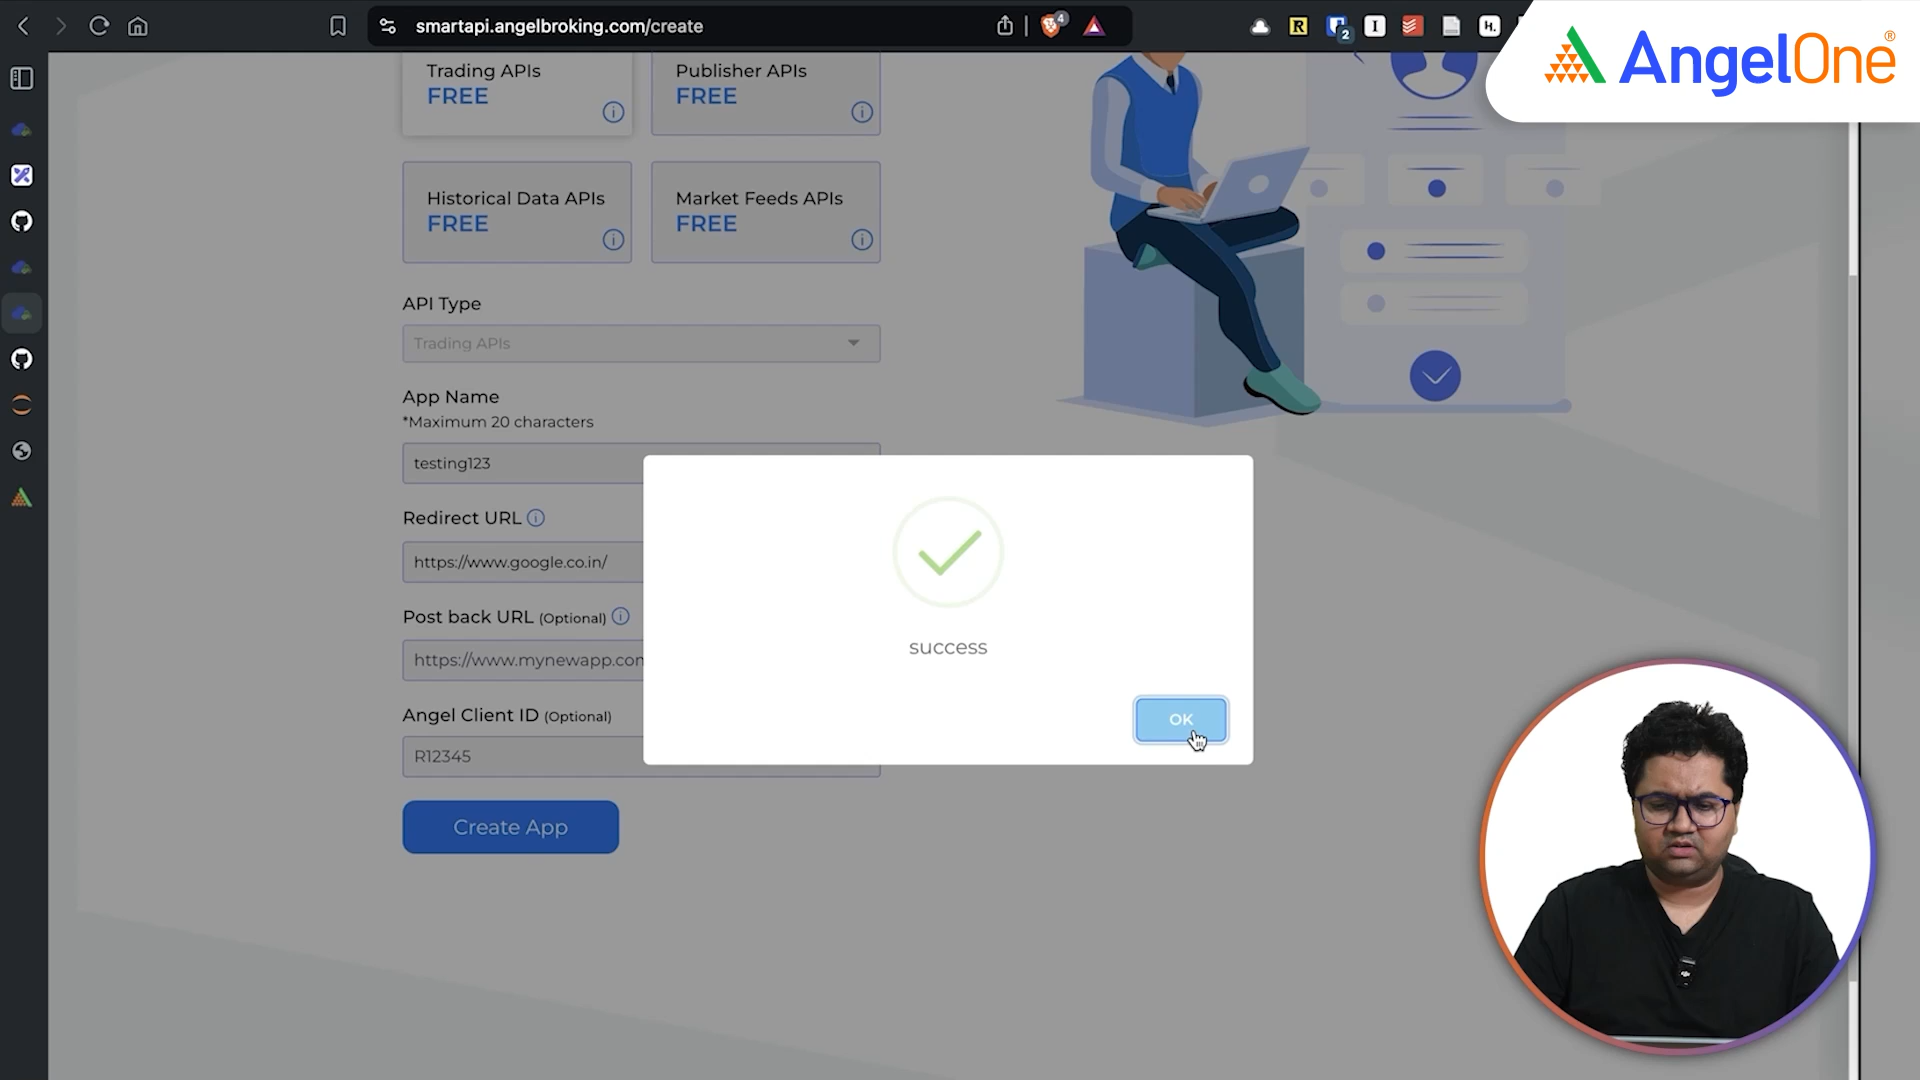 smartapi.angelbroking.com/create
4
R
2
I
H.
AngelOne®
Trading APIs
FREE
Publisher APIs
FREE
Historical Data APIs
FREE
Market Feeds APIs
FREE
API Type
Trading APIs
App Name
*Maximum 20 characters
testing123
Redirect URL
https://www.google.co.in/
Post back URL (Optional)
https://www.mynewapp.com
Angel Client ID (Optional)
R12345
Create App
success
OK